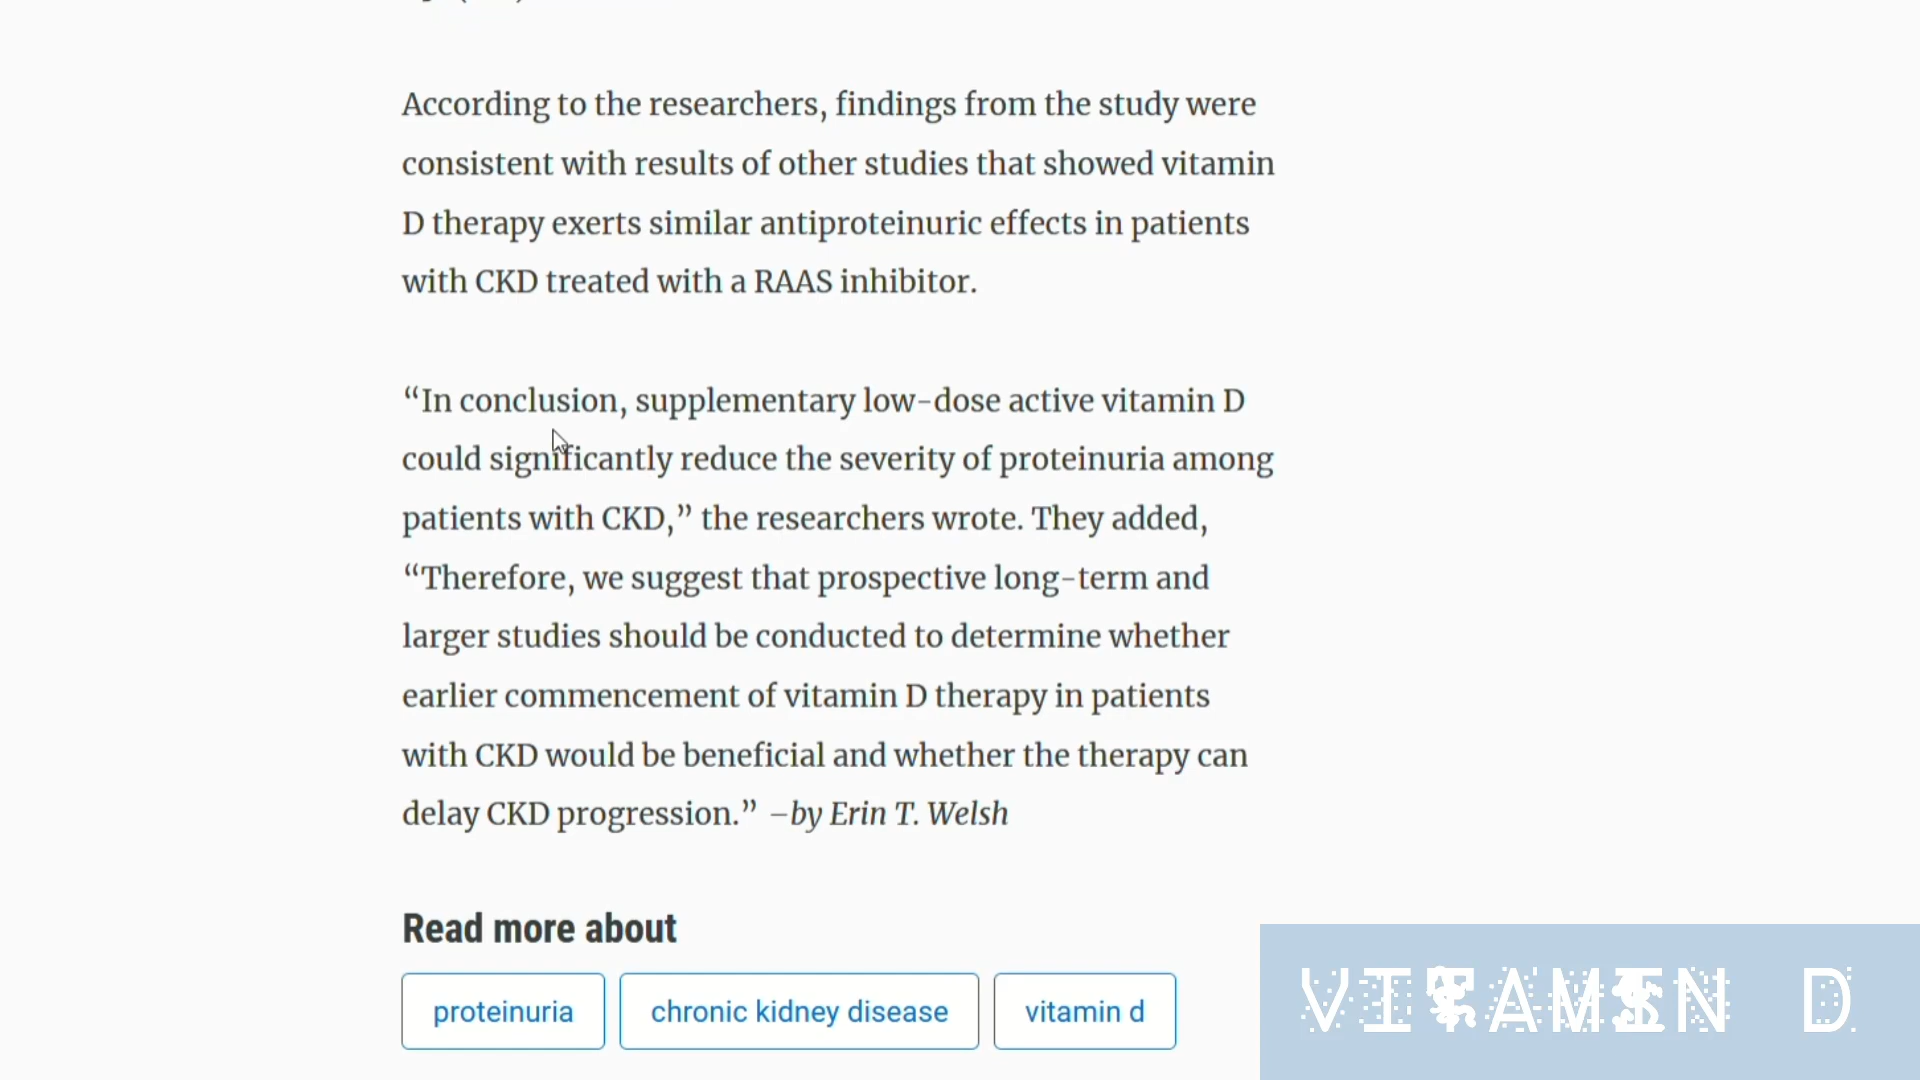 According to the researchers, findings from the study were
consistent with results of other studies that showed vitamin
D therapy exerts similar antiproteinuric effects in patients
with CKD treated with a RAAS inhibitor.
“In conclusion, supplementary low-dose active vitamin D
could significantly reduce the severity of proteinuria among
patients with CKD,” the researchers wrote. They added,
“Therefore, we suggest that prospective long-term and
larger studies should be conducted to determine whether
earlier commencement of vitamin D therapy in patients
with CKD would be beneficial and whether the therapy can
delay CKD progression.” –by Erin T. Welsh
Read more about
proteinuria chronic kidney disease vitamin d
VITAMIN D